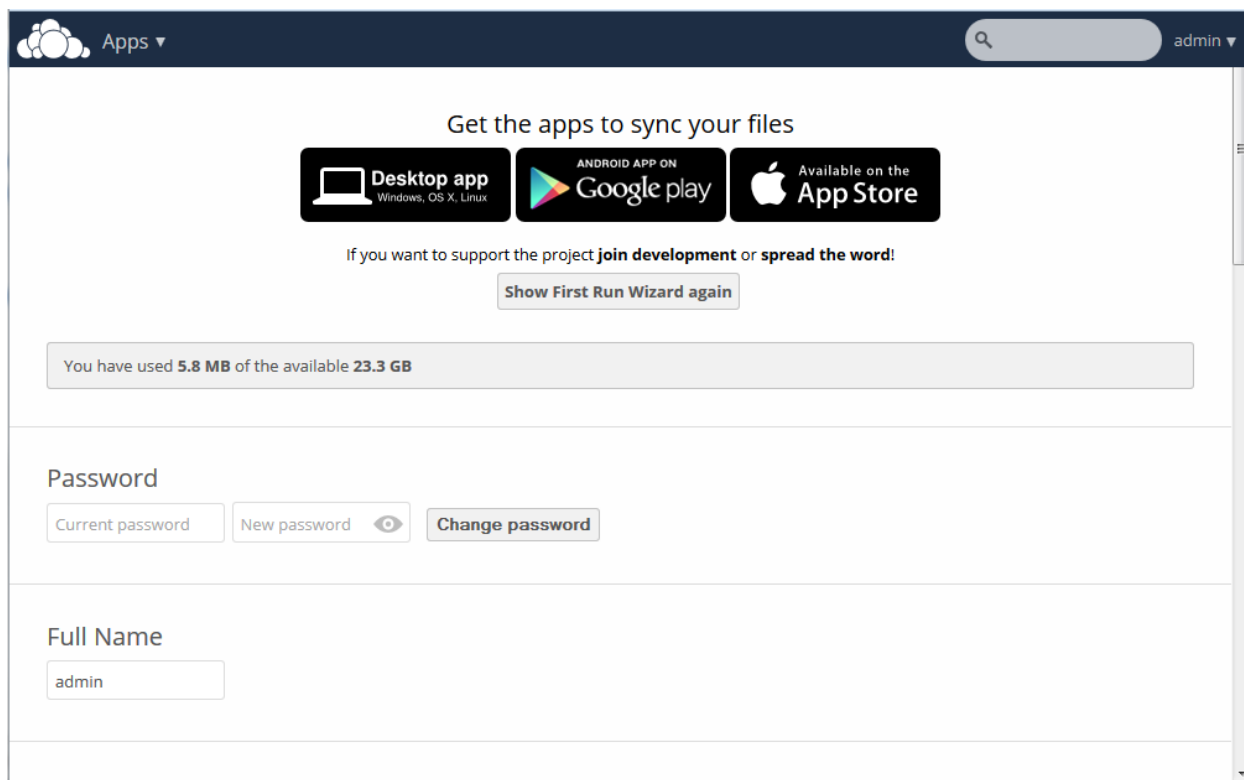 Apps ▾
admin ▾
Get the apps to sync your files
Desktop app
Windows, OS X, Linux
ANDROID APP ON
Google play
Available on the
App Store
If you want to support the project join development or spread the word!
Show First Run Wizard again
You have used 5.8 MB of the available 23.3 GB
Password
Current password New password Change password
Full Name
admin